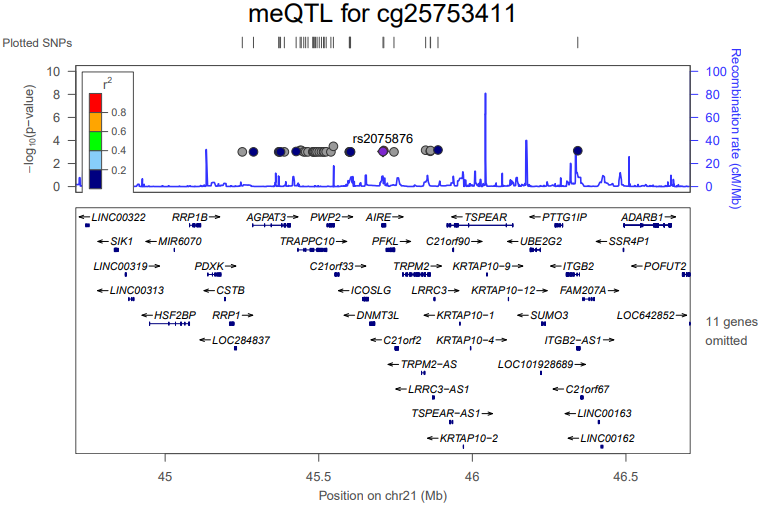 meQTL for cg25753411
Plotted SNPs
10
8
6
4
2
0
−log10(p−value)
r2
0.8
0.6
0.4
0.2
rs2075876
100
80
60
40
20
0
Recombination rate (cM/Mb)
←LINC00322 RRP1B→ AGPAT3→ PWP2→ AIRE→ ←TSPEAR ←PTTG1IP ADARB1→
←SIK1 ←MIR6070 TRAPPC10→ PFKL→ C21orf90→ ←UBE2G2 ←SSR4P1
LINC00319→ PDXK→ C21orf33→ TRPM2→ KRTAP10−9→ ←ITGB2 ←POFUT2
←LINC00313 ←CSTB ←ICOSLG LRRC3→ KRTAP10−12→ FAM207A→
←HSF2BP RRP1→ ←DNMT3L ←KRTAP10−1 ←SUMO3 LOC642852→
←LOC284837 ←C21orf2 ←KRTAP10−4 ITGB2−AS1→
←TRPM2−AS LOC101928689→
←LRRC3−AS1 ←C21orf67
TSPEAR−AS1→ ←LINC00163
←KRTAP10−2 ←LINC00162
11 genes
omitted
45 45.5 46 46.5
Position on chr21 (Mb)